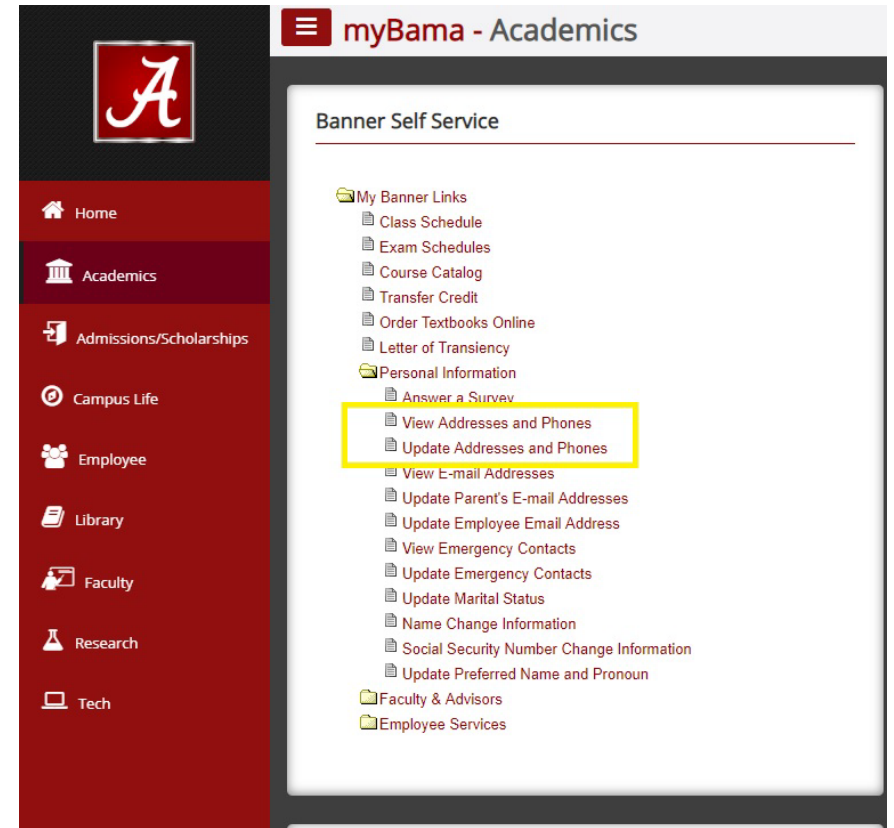 A
myBama - Academics
Banner Self Service
Home
Academics
Admissions/Scholarships
Campus Life
Employee
Library
Faculty
Research
Tech
My Banner Links
Class Schedule
Exam Schedules
Course Catalog
Transfer Credit
Order Textbooks Online
Letter of Transiency
Personal Information
Answer a Survey
View Addresses and Phones
Update Addresses and Phones
View E-mail Addresses
Update Parent's E-mail Addresses
Update Employee Email Address
View Emergency Contacts
Update Emergency Contacts
Update Marital Status
Name Change Information
Social Security Number Change Information
Update Preferred Name and Pronoun
Faculty & Advisors
Employee Services